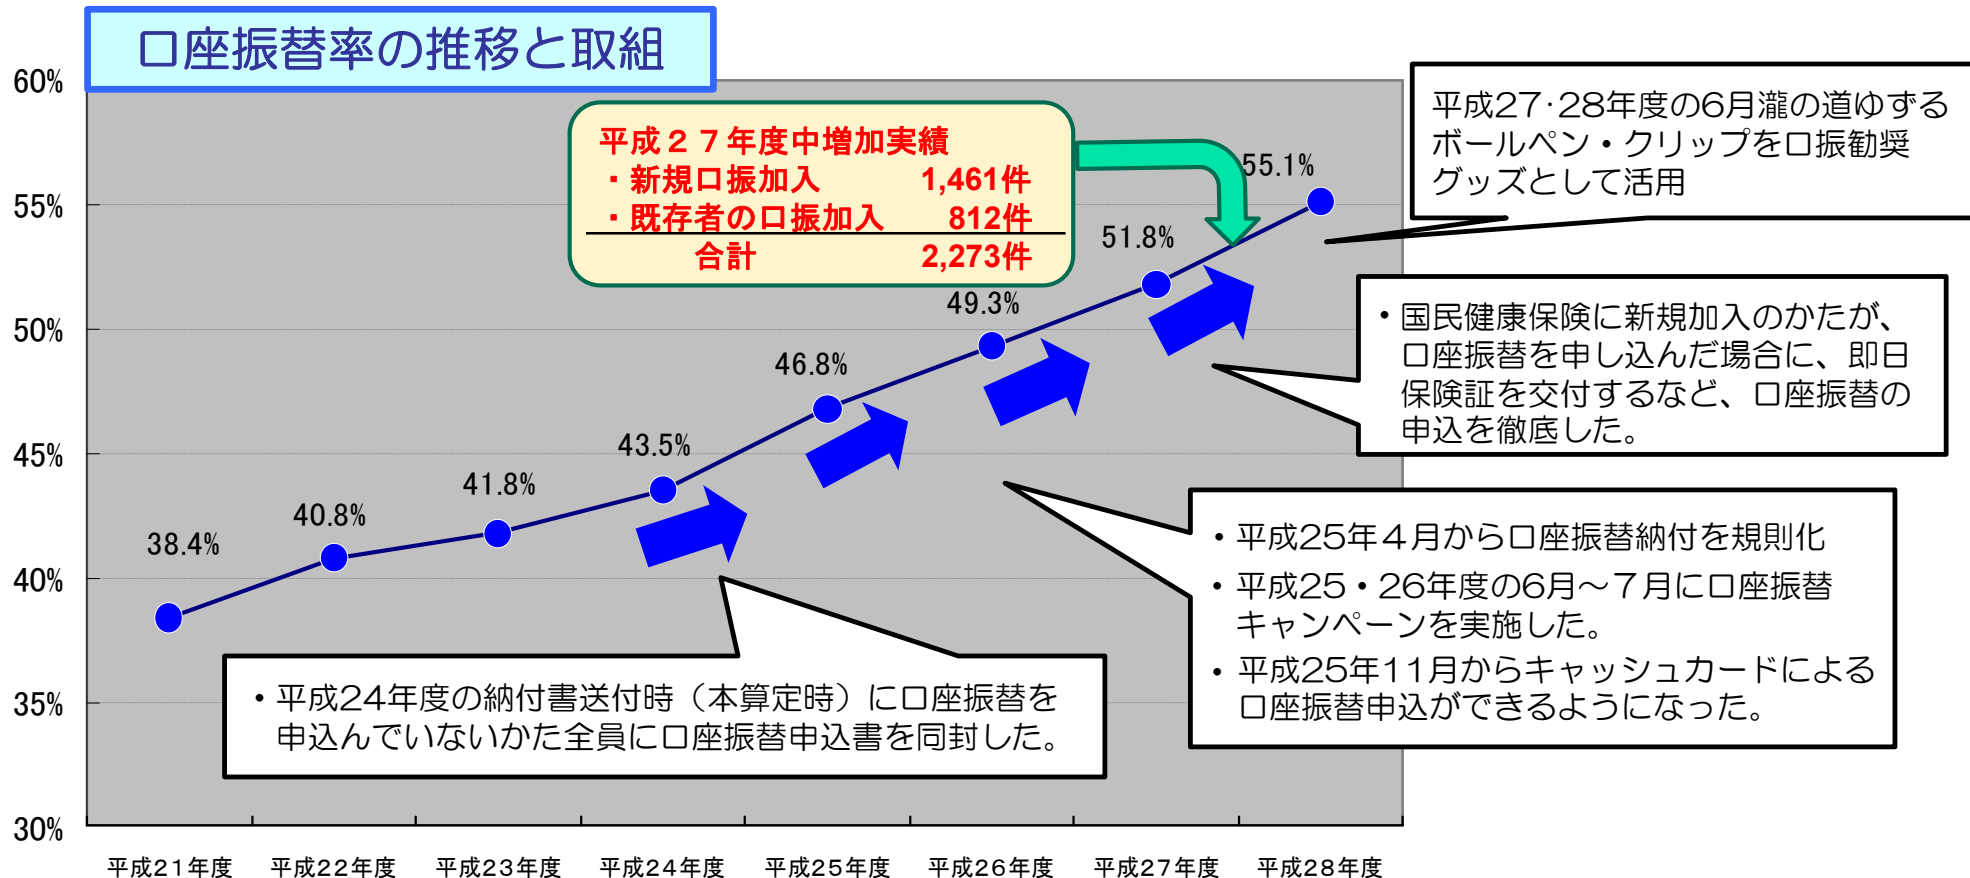 口座振替率の推移と取組
60%
55%
50%
45%
40%
35%
30%
平成２７年度中増加実績
・新規口振加入 1,461件
・既存者の口振加入 812件
合計 2,273件
38.4%
40.8%
41.8%
43.5%
46.8%
49.3%
51.8%
55.1%
平成27･28年度の6月瀧の道ゆずる
ボールペン・クリップを口振勧奨
グッズとして活用
・国民健康保険に新規加入のかたが、
口座振替を申し込んだ場合に、即日
保険証を交付するなど、口座振替の
申込を徹底した。
・平成25年４月から口座振替納付を規則化
・平成25・26年度の6月～７月に口座振替
キャンペーンを実施した。
・平成25年11月からキャッシュカードによる
口座振替申込ができるようになった。
・平成24年度の納付書送付時（本算定時）に口座振替を
申込んでいないかた全員に口座振替申込書を同封した。
平成21年度
平成22年度
平成23年度
平成24年度
平成25年度
平成26年度
平成27年度
平成28年度